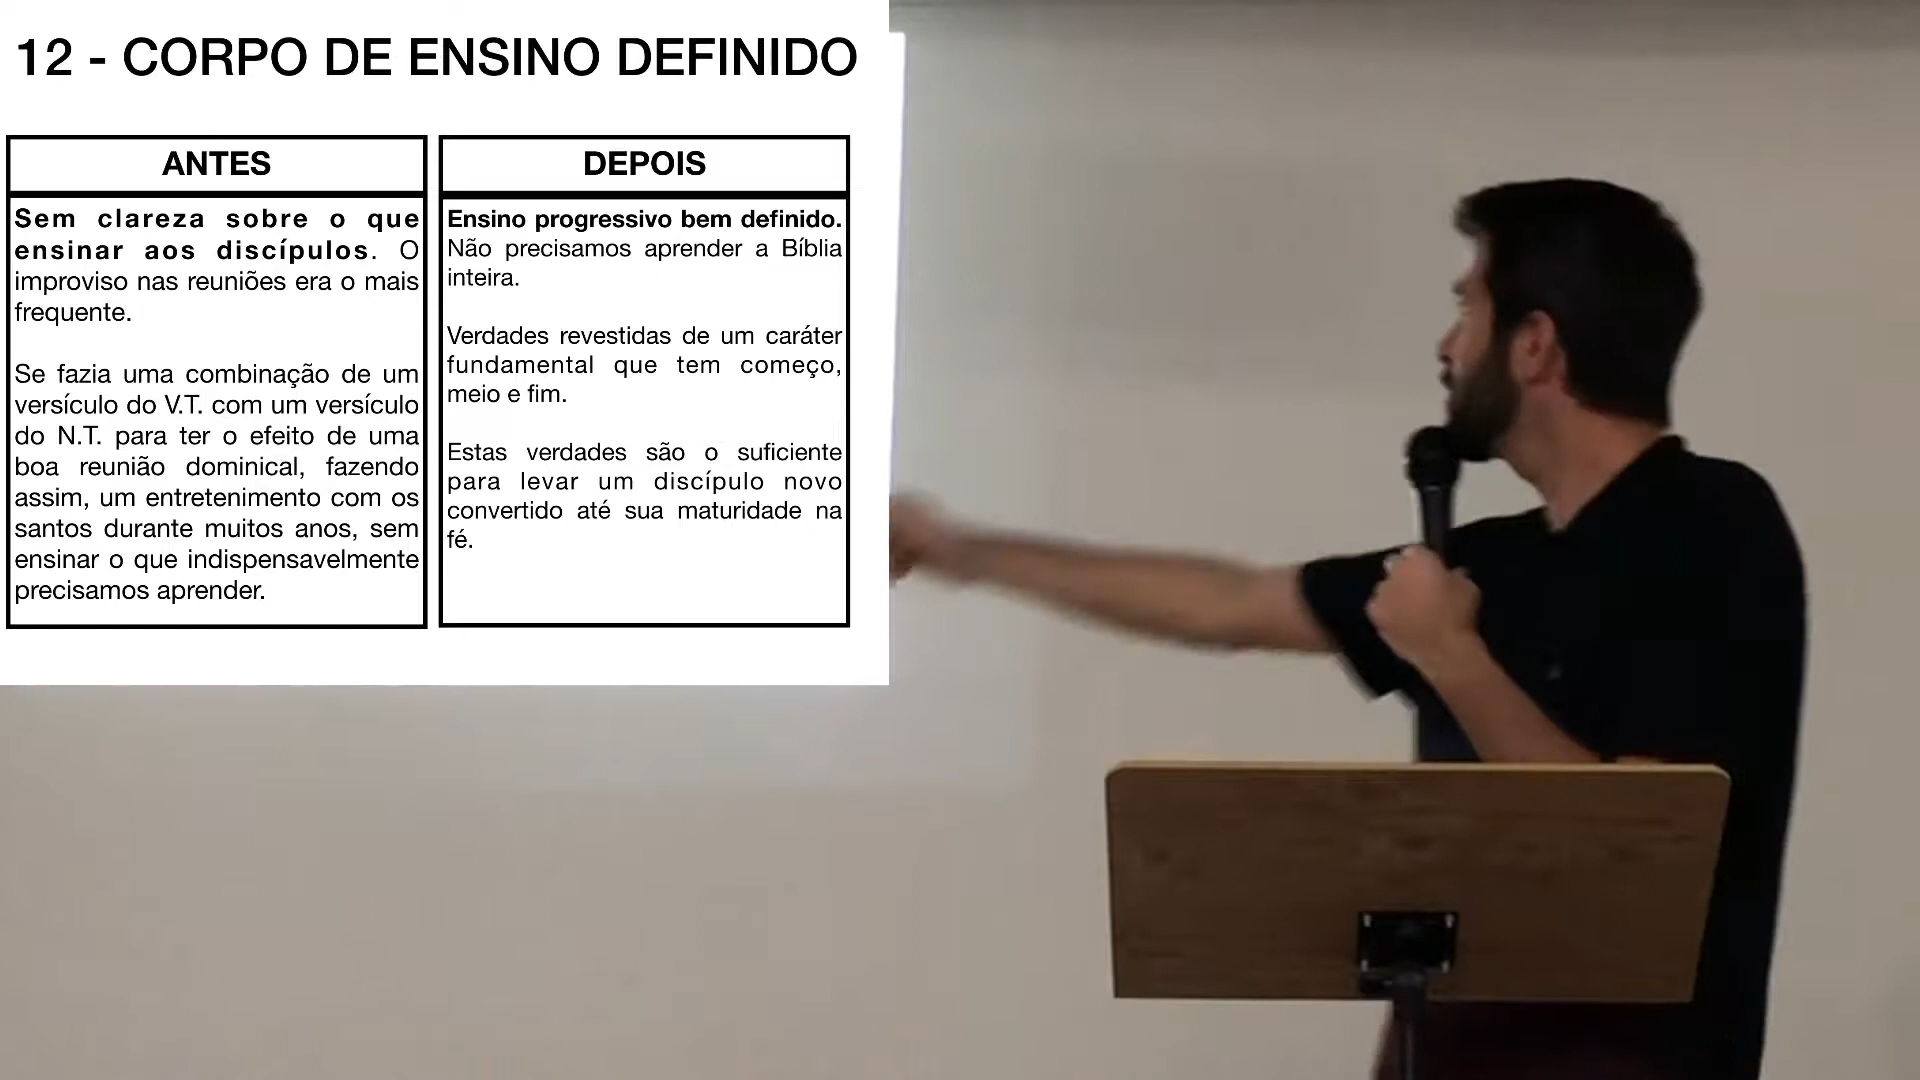 12 - CORPO DE ENSINO DEFINIDO
ANTES
Sem clareza sobre o que
ensinar aos discípulos. O
improviso nas reuniões era o mais
frequente.
Se fazia uma combinação de um
versículo do V.T. com um versículo
do N.T. para ter o efeito de uma
boa reunião dominical, fazendo
assim, um entretenimento com os
santos durante muitos anos, sem
ensinar o que indispensavelmente
precisamos aprender.
DEPOIS
Ensino progressivo bem definido.
Não precisamos aprender a Bíblia
inteira.
Verdades revestidas de um caráter
fundamental que tem começo,
meio e fim.
Estas verdades são o suficiente
para levar um discípulo novo
convertido até sua maturidade na
fé.